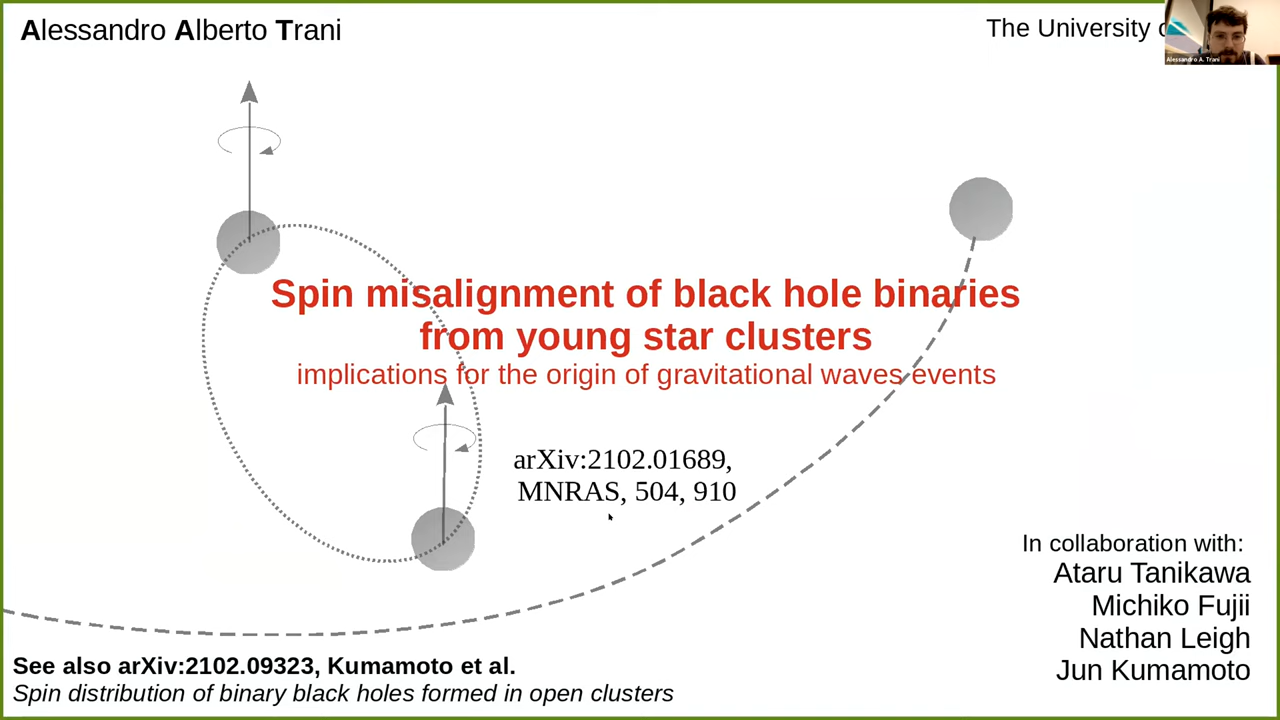 Alessandro Alberto Trani
The University
Alessandro A. Trani
Spin misalignment of black hole binaries
from young star clusters
implications for the origin of gravitational waves events
arXiv:2102.01689,
MNRAS, 504, 910
In collaboration with:
Ataru Tanikawa
Michiko Fujii
Nathan Leigh
Jun Kumamoto
See also arXiv:2102.09323, Kumamoto et al.
Spin distribution of binary black holes formed in open clusters